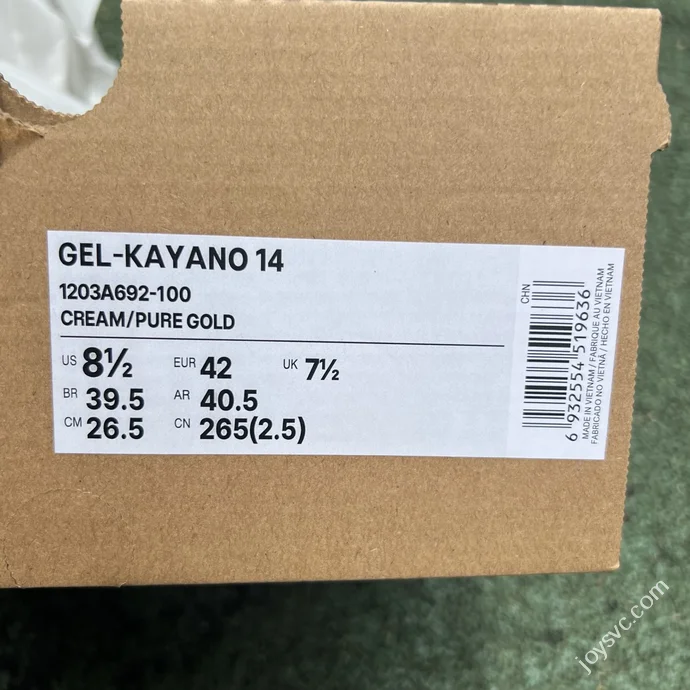 GEL-KAYANO 14
1203A692-100
CREAM/PURE GOLD
US 8½ EUR 42 UK 7½
BR 39.5 AR 40.5
CM 26.5 CN 265(2.5)
CHN
6 932554 519636
MADE IN VIETNAM / FABRIQUE AU VIETNAM
FABRICADO NO VIETNÃ / HECHO EN VIETNAM
joysvc.com